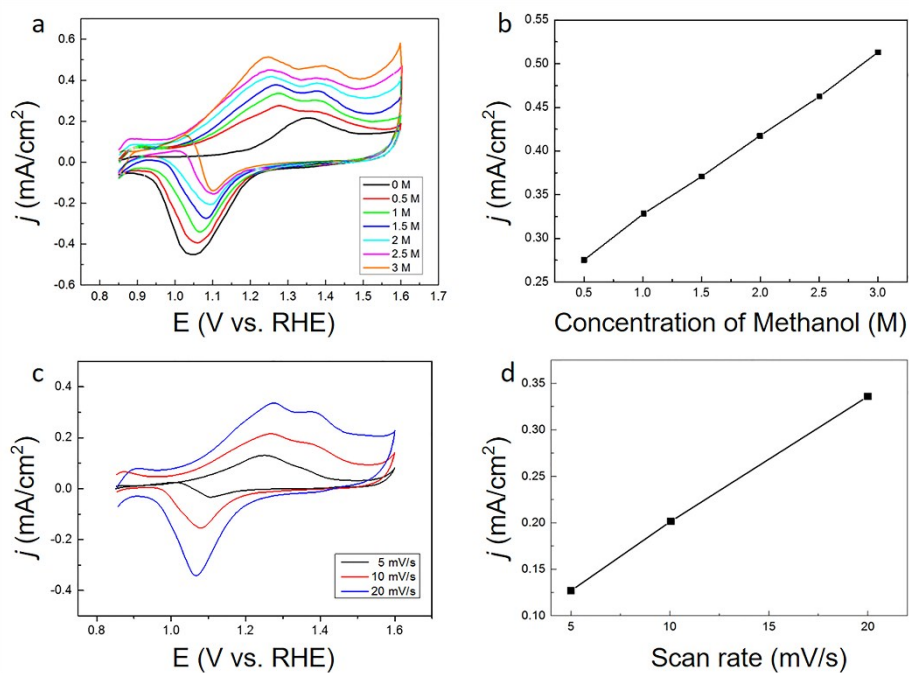 a
j (mA/cm2)
0.6
0.4
0.2
0.0
-0.2
-0.4
-0.6
0.8 0.9 1.0 1.1 1.2 1.3 1.4 1.5 1.6 1.7
E (V vs. RHE)
0 M
0.5 M
1 M
1.5 M
2 M
2.5 M
3 M
b
j (mA/cm2)
0.55
0.50
0.45
0.40
0.35
0.30
0.25
0.5 1.0 1.5 2.0 2.5 3.0
Concentration of Methanol (M)
c
j (mA/cm2)
0.4
0.2
0.0
-0.2
-0.4
0.8 1.0 1.2 1.4 1.6
E (V vs. RHE)
5 mV/s
10 mV/s
20 mV/s
d
j (mA/cm2)
0.35
0.30
0.25
0.20
0.15
0.10
5 10 15 20
Scan rate (mV/s)